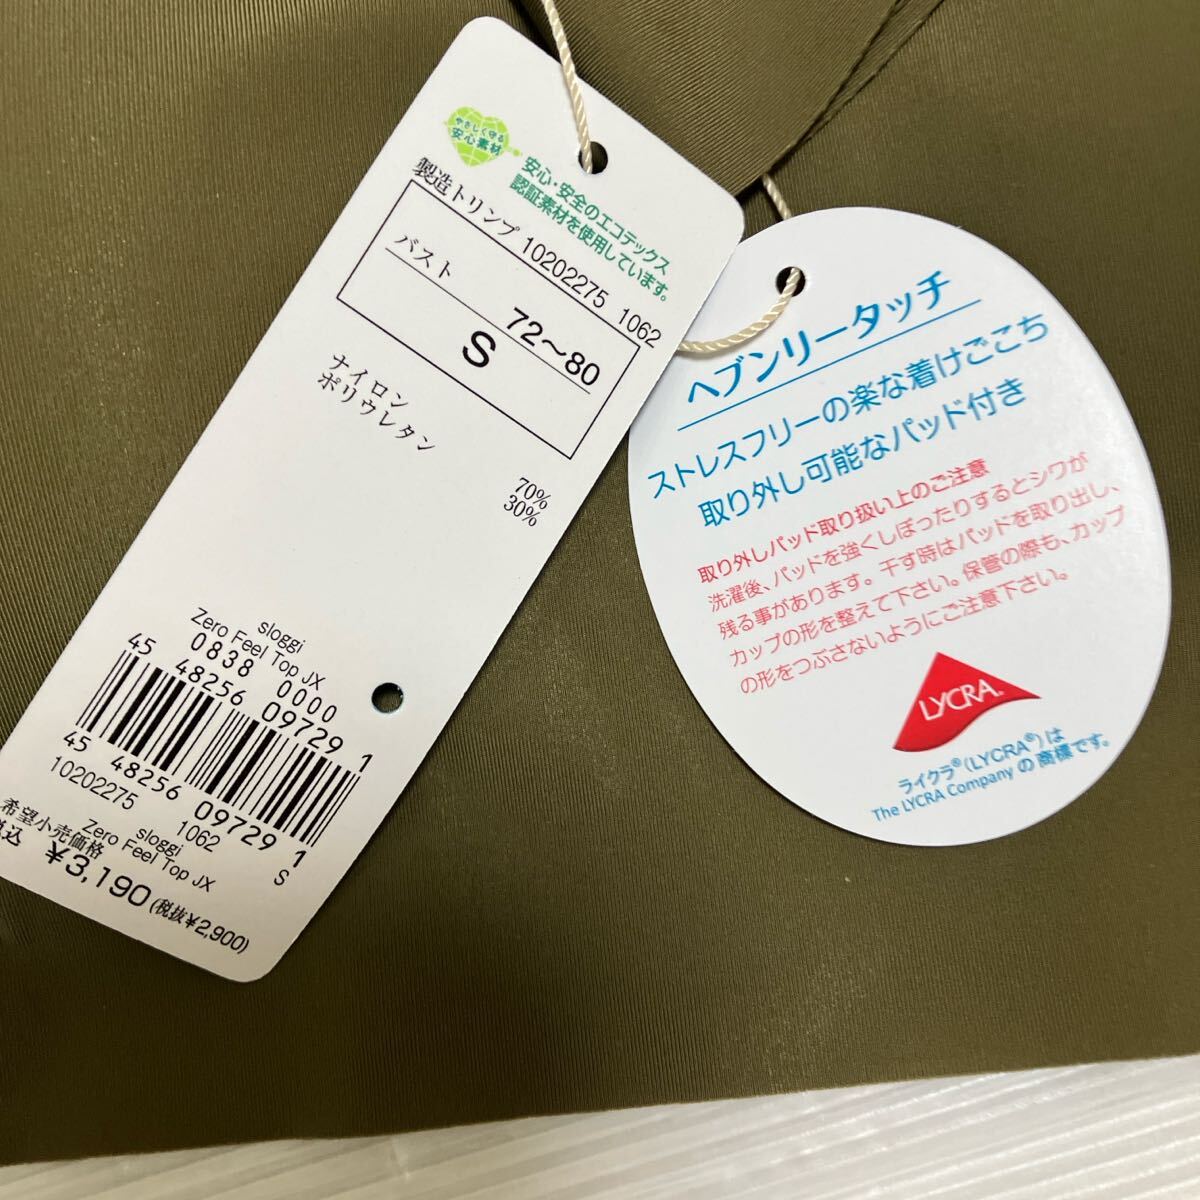 やさしく守る
安心素材
安心・安全のエコテックス
認証素材を使用しています。
製造トリンプ 10202275 1062
バスト
72～80
S
ナイロン 70%
ポリウレタン 30%
sloggi
Zero Feel Top JX
0838 0000
45 48256 09729 1
45 48256 09729 1
10202275 1062 S
sloggi
Zero Feel Top JX
希望小売価格
税込 ¥3,190 (税抜¥2,900)
ヘブンリータッチ
ストレスフリーの楽な着けごこち
取り外し可能なパッド付き
取り外しパッド取り扱い上のご注意
洗濯後、パッドを強くしぼったりするとシワが
残る事があります。干す時はパッドを取り出し、
カップの形を整えて下さい。保管の際も、カップ
の形をつぶさないようにご注意下さい。
LYCRA®
ライクラ®(LYCRA®)は
The LYCRA Company の商標です。